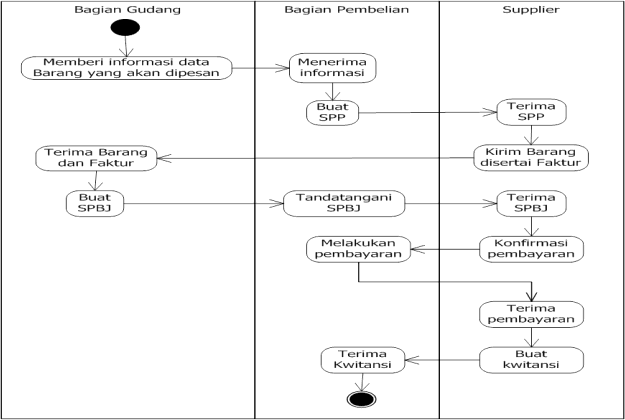 Bagian Gudang
Bagian Pembelian
Supplier
Memberi informasi data
Barang yang akan dipesan
Menerima
informasi
Buat
SPP
Terima
SPP
Kirim Barang
disertai Faktur
Terima Barang
dan Faktur
Buat
SPBJ
Tandatangani
SPBJ
Terima
SPBJ
Konfirmasi
pembayaran
Melakukan
pembayaran
Terima
pembayaran
Buat
kwitansi
Terima
Kwitansi